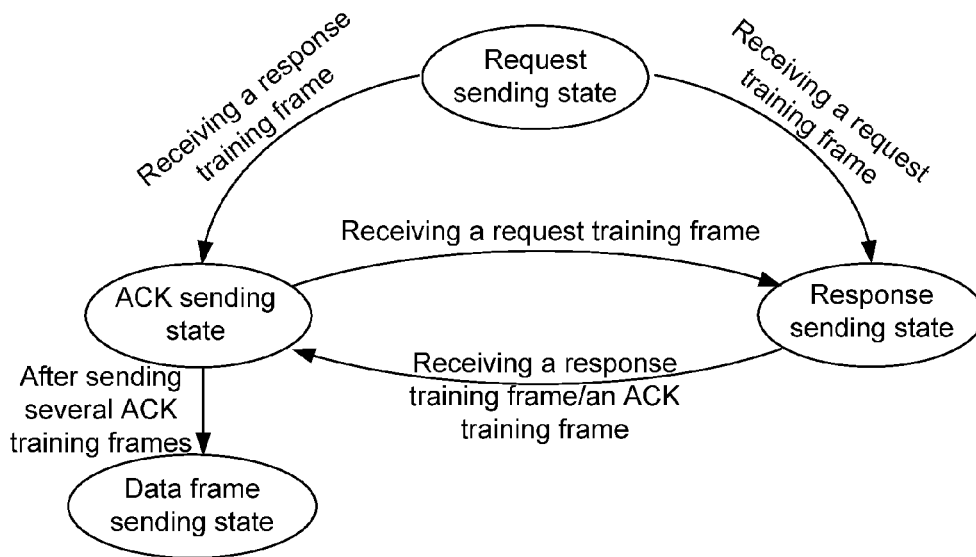 Request
sending state
Receiving a response
training frame
Receiving a request
training frame
Receiving a request training frame
ACK sending
state
Response
sending state
Receiving a response
training frame/an ACK
training frame
After sending
several ACK
training frames
Data frame
sending state